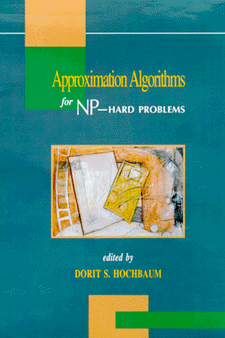 Approximation Algorithms
for NP—HARD PROBLEMS
edited by
DORIT S. HOCHBAUM